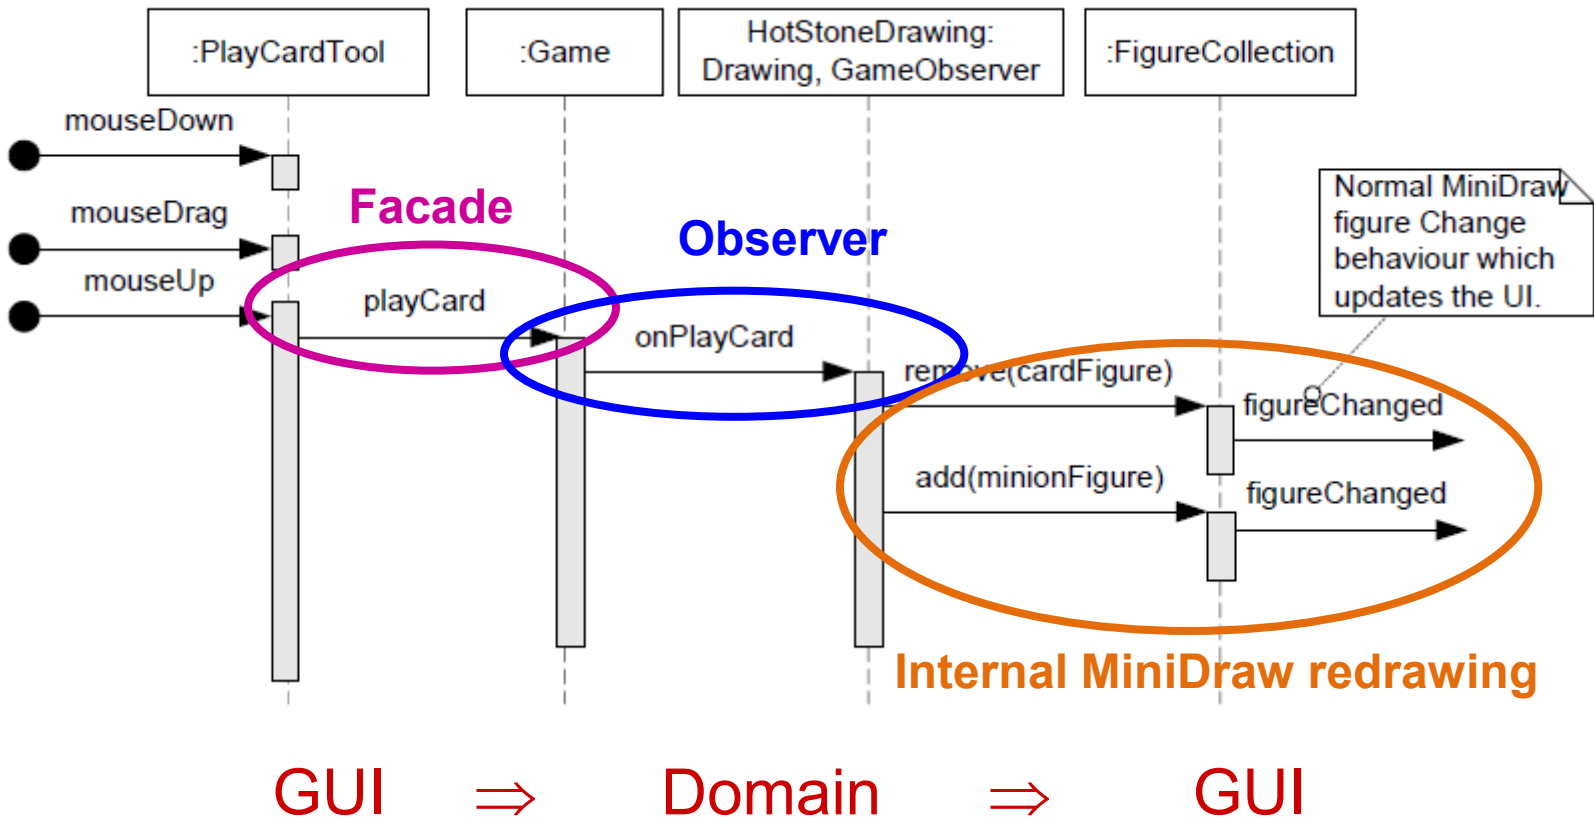 :PlayCardTool
:Game
HotStoneDrawing:
Drawing, GameObserver
:FigureCollection
mouseDown
mouseDrag
mouseUp
Facade
playCard
Observer
onPlayCard
Normal MiniDraw
figure Change
behaviour which
updates the UI.
remove(cardFigure)
figureChanged
add(minionFigure)
figureChanged
Internal MiniDraw redrawing
GUI ⇒ Domain ⇒ GUI